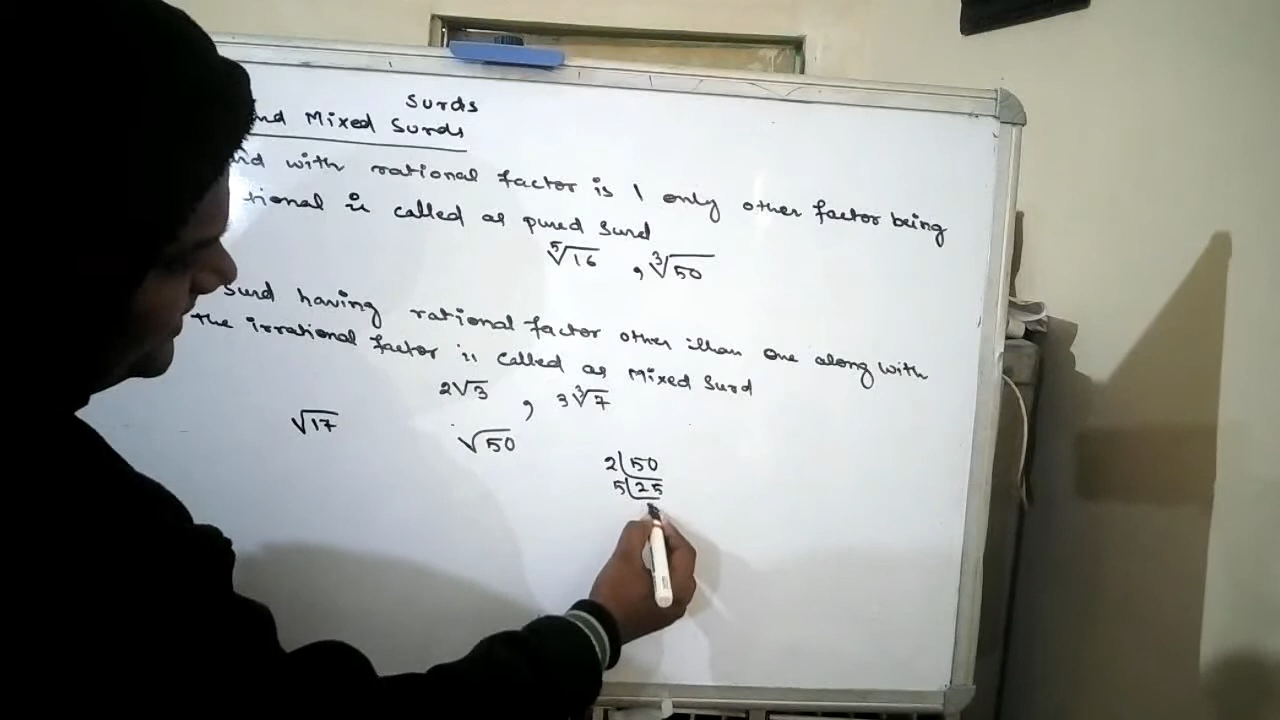 Surds
nd Mixed Surds
with rational factor is 1 only other factor being
tional is called as pured Surd
⁵√16 , ³√50
Surd having rational factor other than one along with
the irrational factor is called as Mixed Surd
2√3 , 3³√7
√17 √50
2 50
5 25